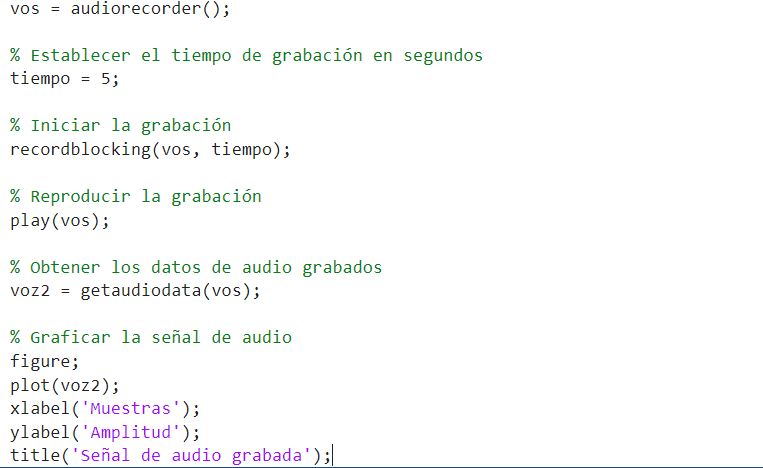 vos = audiorecorder();
% Establecer el tiempo de grabación en segundos
tiempo = 5;
% Iniciar la grabación
recordblocking(vos, tiempo);
% Reproducir la grabación
play(vos);
% Obtener los datos de audio grabados
voz2 = getaudiodata(vos);
% Graficar la señal de audio
figure;
plot(voz2);
xlabel('Muestras');
ylabel('Amplitud');
title('Señal de audio grabada');